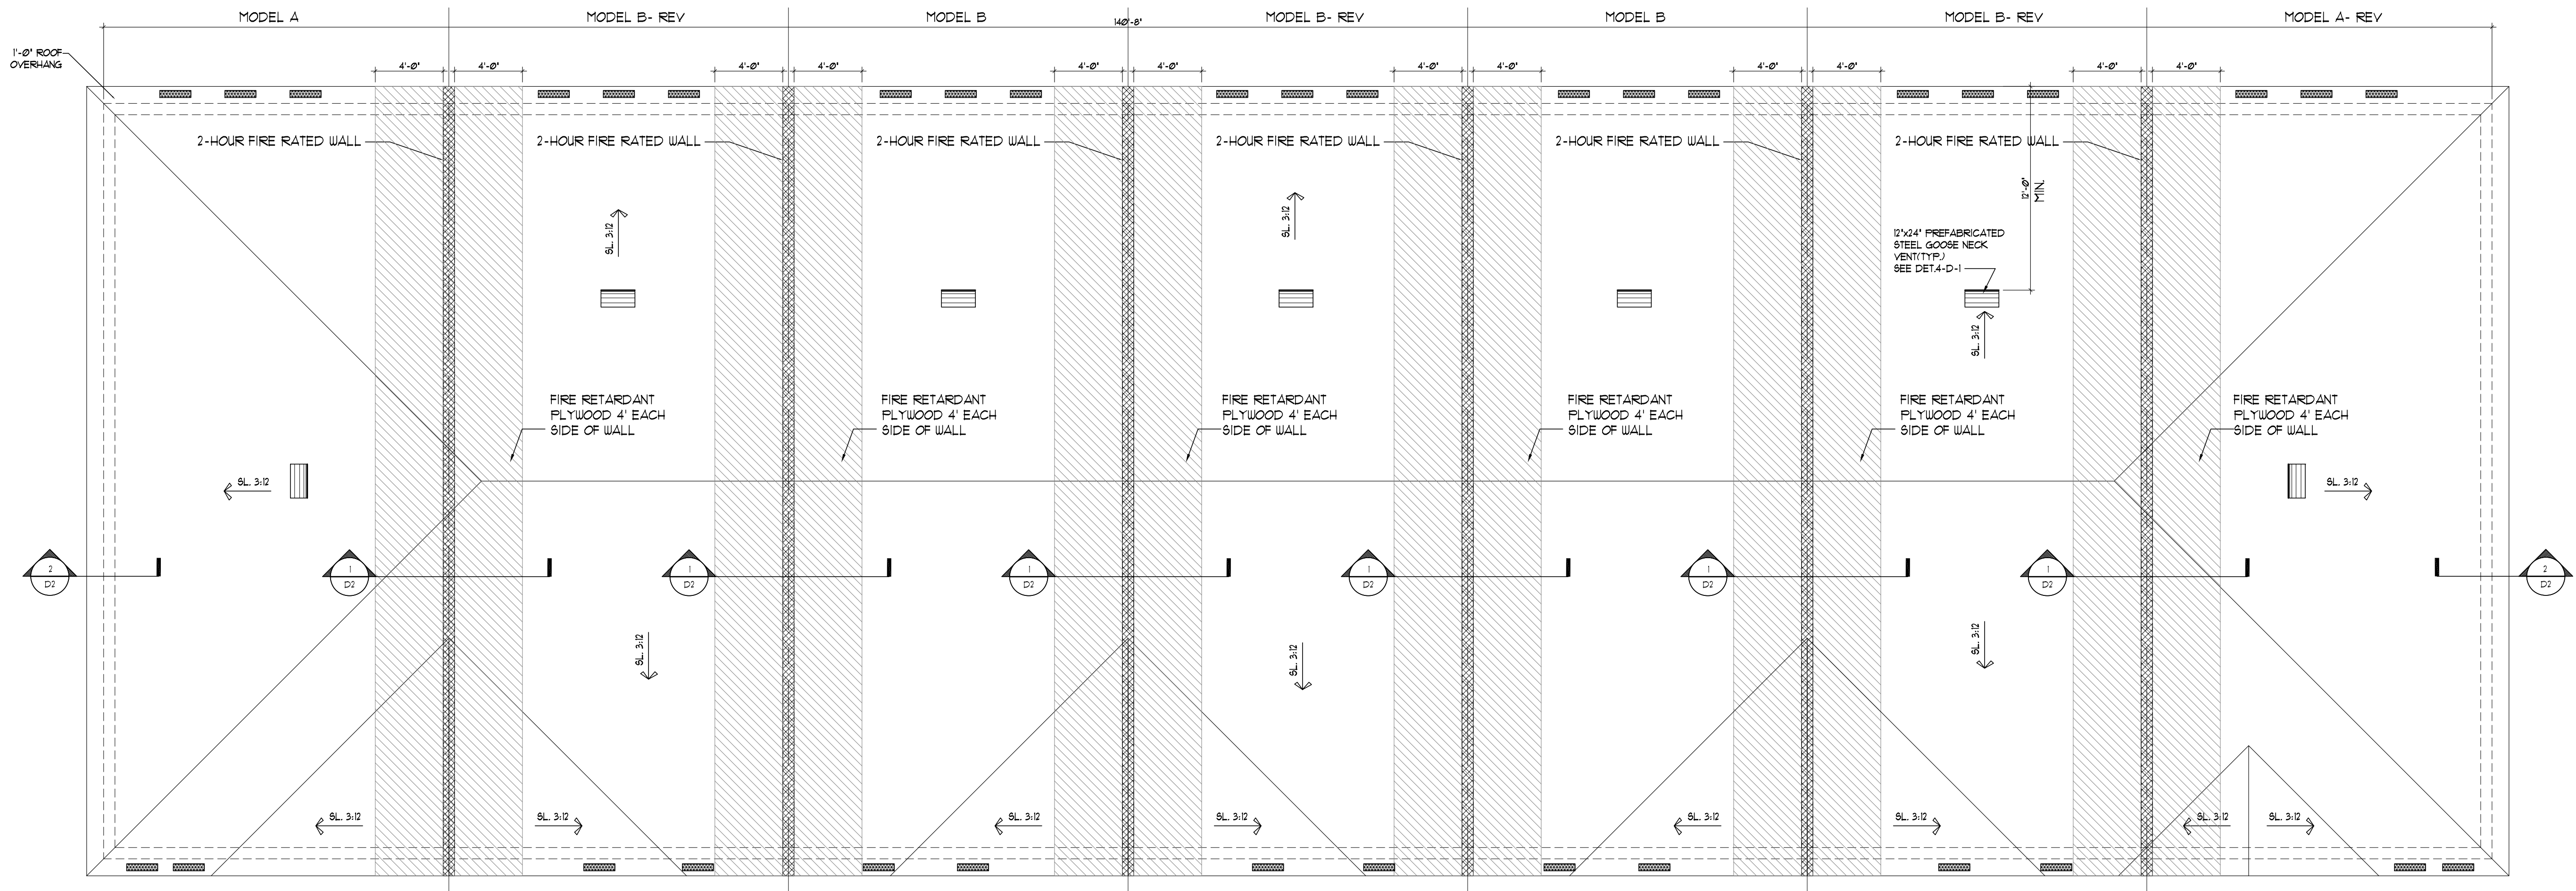 MODEL A
MODEL B- REV
MODEL B
MODEL B- REV
MODEL B
MODEL B- REV
MODEL A- REV
140'-8"
1'-0" ROOF
OVERHANG
4'-0"
4'-0"
4'-0"
4'-0"
4'-0"
4'-0"
4'-0"
4'-0"
4'-0"
4'-0"
4'-0"
4'-0"
2-HOUR FIRE RATED WALL
2-HOUR FIRE RATED WALL
2-HOUR FIRE RATED WALL
2-HOUR FIRE RATED WALL
2-HOUR FIRE RATED WALL
2-HOUR FIRE RATED WALL
12'-0"
MIN.
SL. 3:12
SL. 3:12
12"x24" PREFABRICATED
STEEL GOOSE NECK
VENT(TYP.)
SEE DET.4-D-1
SL. 3:12
FIRE RETARDANT
PLYWOOD 4' EACH
SIDE OF WALL
FIRE RETARDANT
PLYWOOD 4' EACH
SIDE OF WALL
FIRE RETARDANT
PLYWOOD 4' EACH
SIDE OF WALL
FIRE RETARDANT
PLYWOOD 4' EACH
SIDE OF WALL
FIRE RETARDANT
PLYWOOD 4' EACH
SIDE OF WALL
FIRE RETARDANT
PLYWOOD 4' EACH
SIDE OF WALL
SL. 3:12
SL. 3:12
2
D2
1
D2
1
D2
1
D2
1
D2
1
D2
1
D2
2
D2
SL. 3:12
SL. 3:12
SL. 3:12
SL. 3:12
SL. 3:12
SL. 3:12
SL. 3:12
SL. 3:12
SL. 3:12
SL. 3:12
SL. 3:12